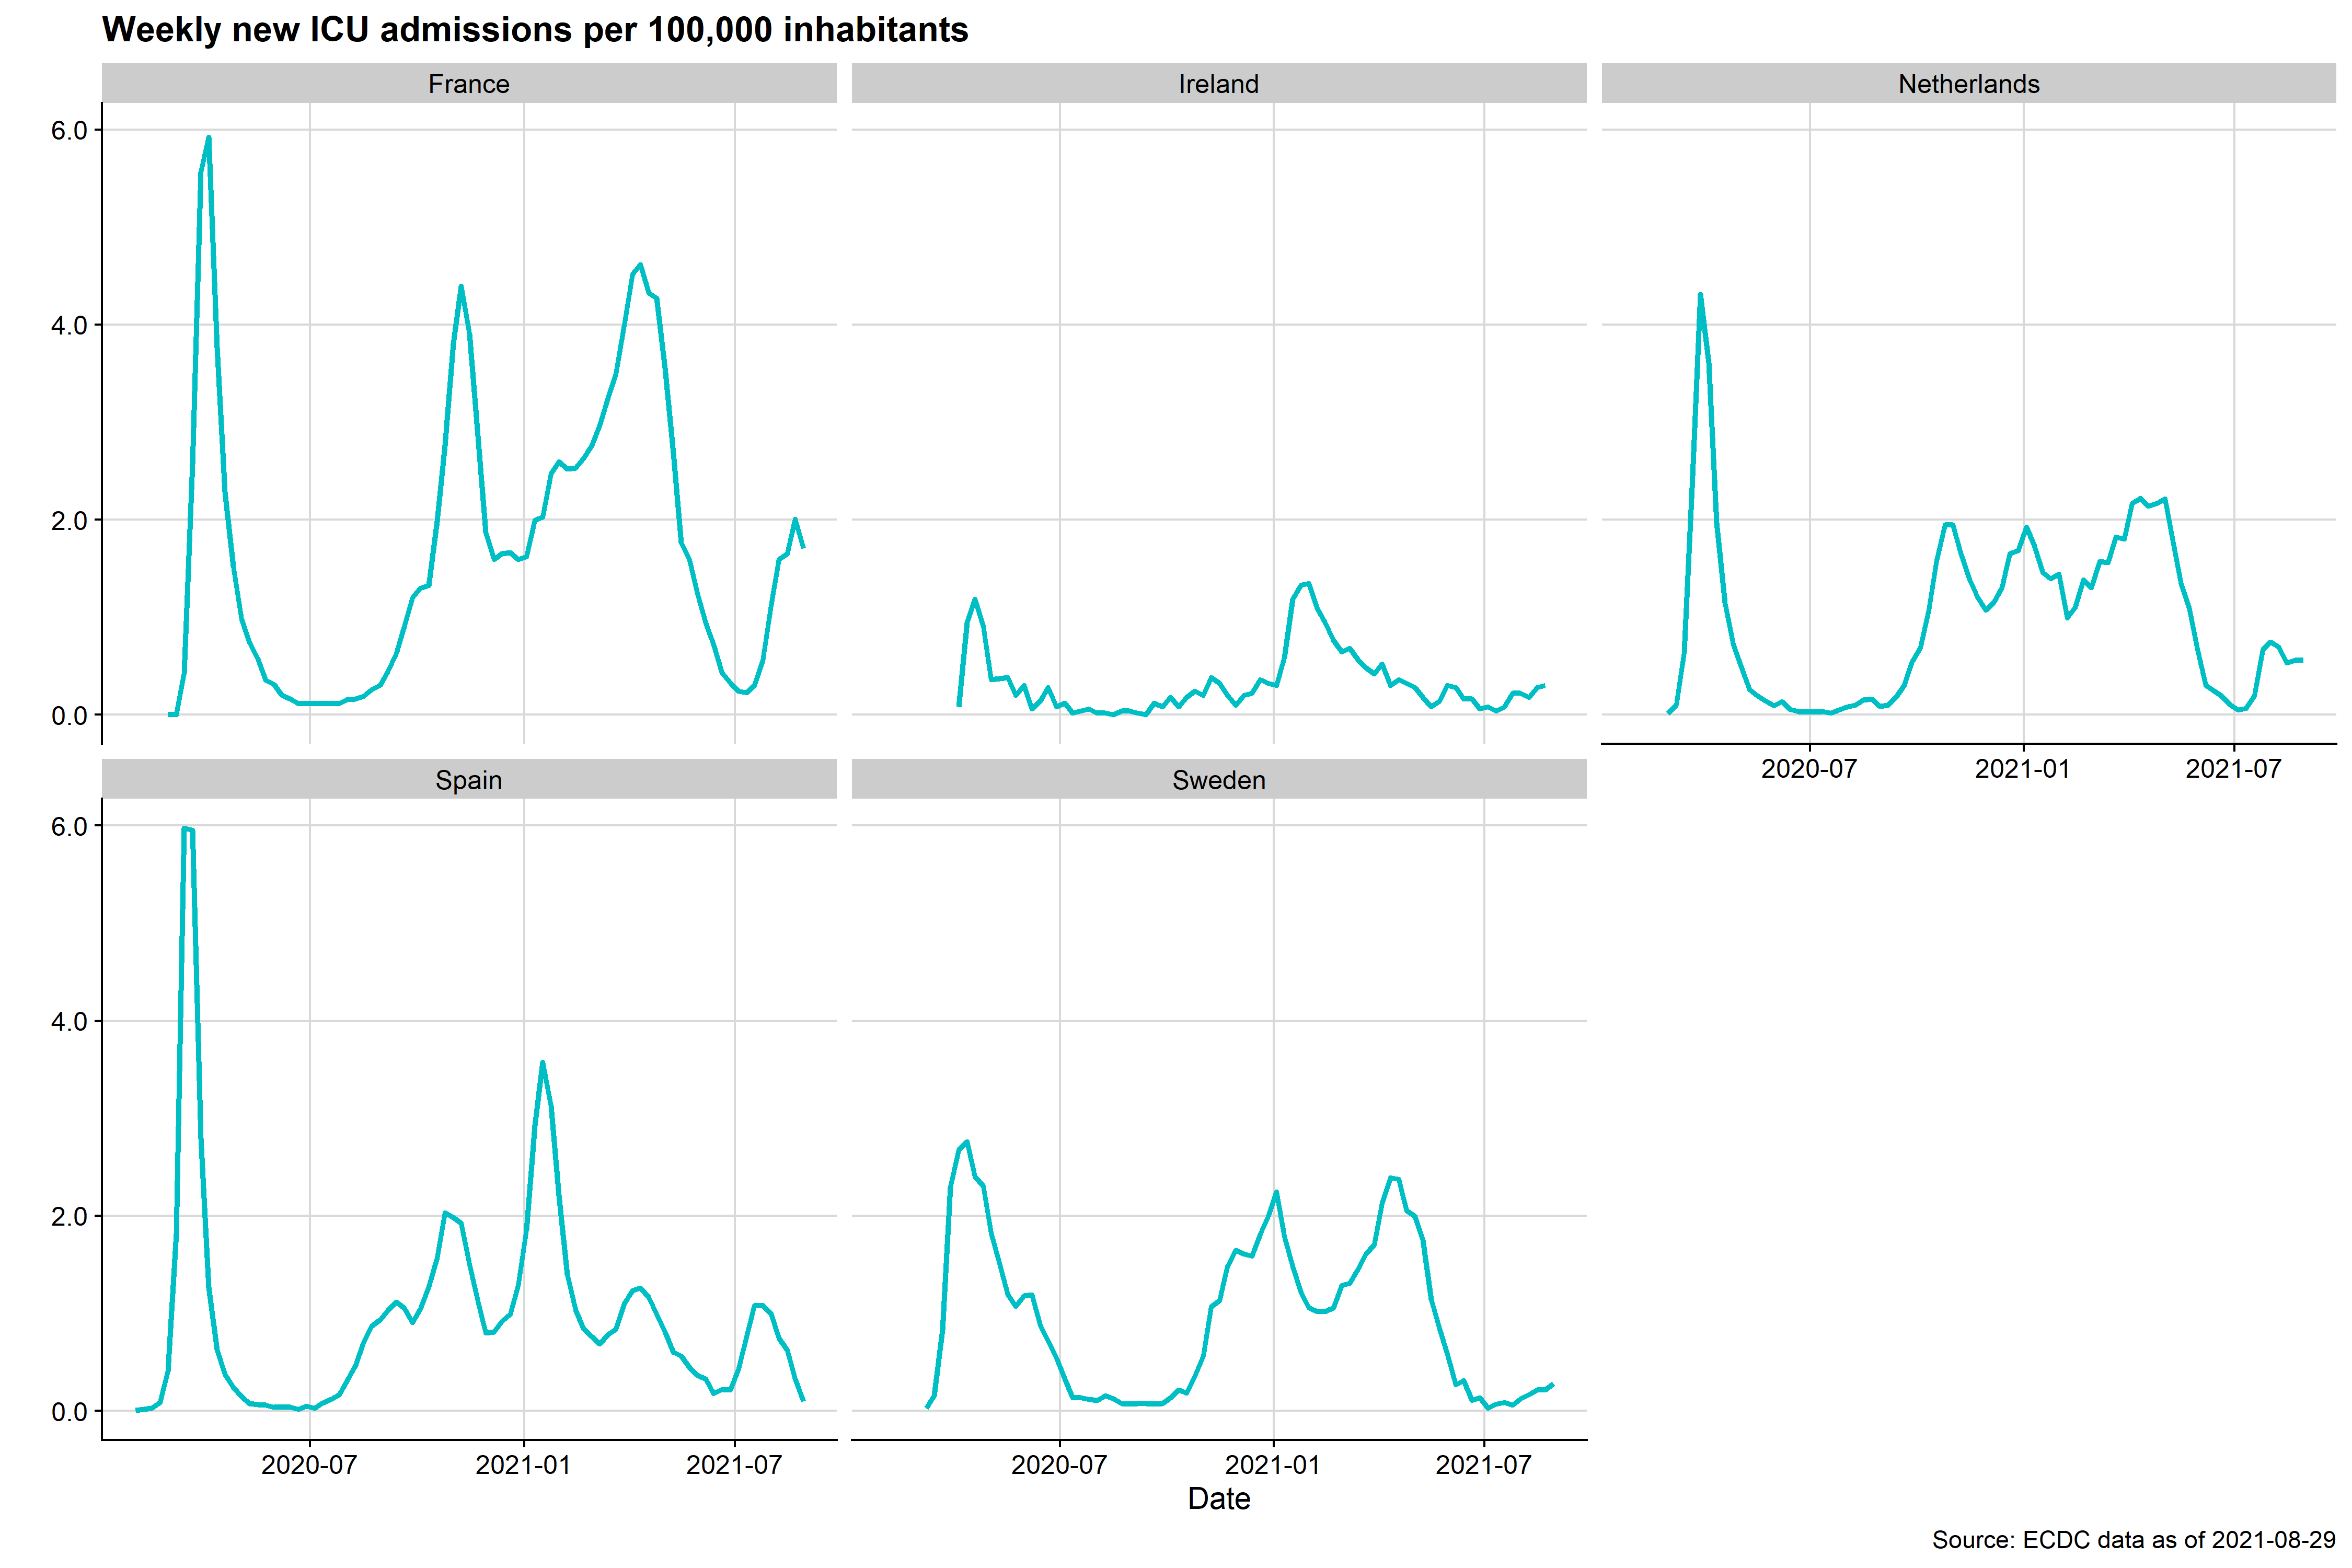 Weekly new ICU admissions per 100,000 inhabitants
France Ireland Netherlands
6.0
4.0
2.0
0.0
2020-07 2021-01 2021-07
Spain Sweden
6.0
4.0
2.0
0.0
2020-07 2021-01 2021-07 2020-07 2021-01 2021-07
Date
Source: ECDC data as of 2021-08-29